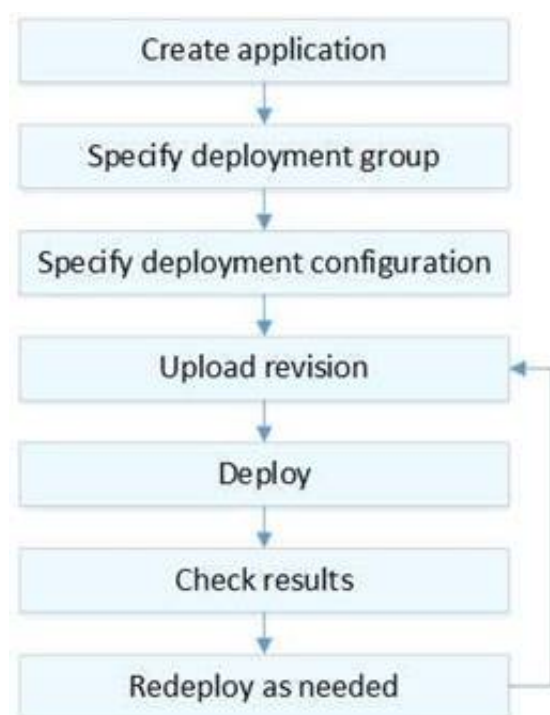 Create application
Specify deployment group
Specify deployment configuration
Upload revision
Deploy
Check results
Redeploy as needed